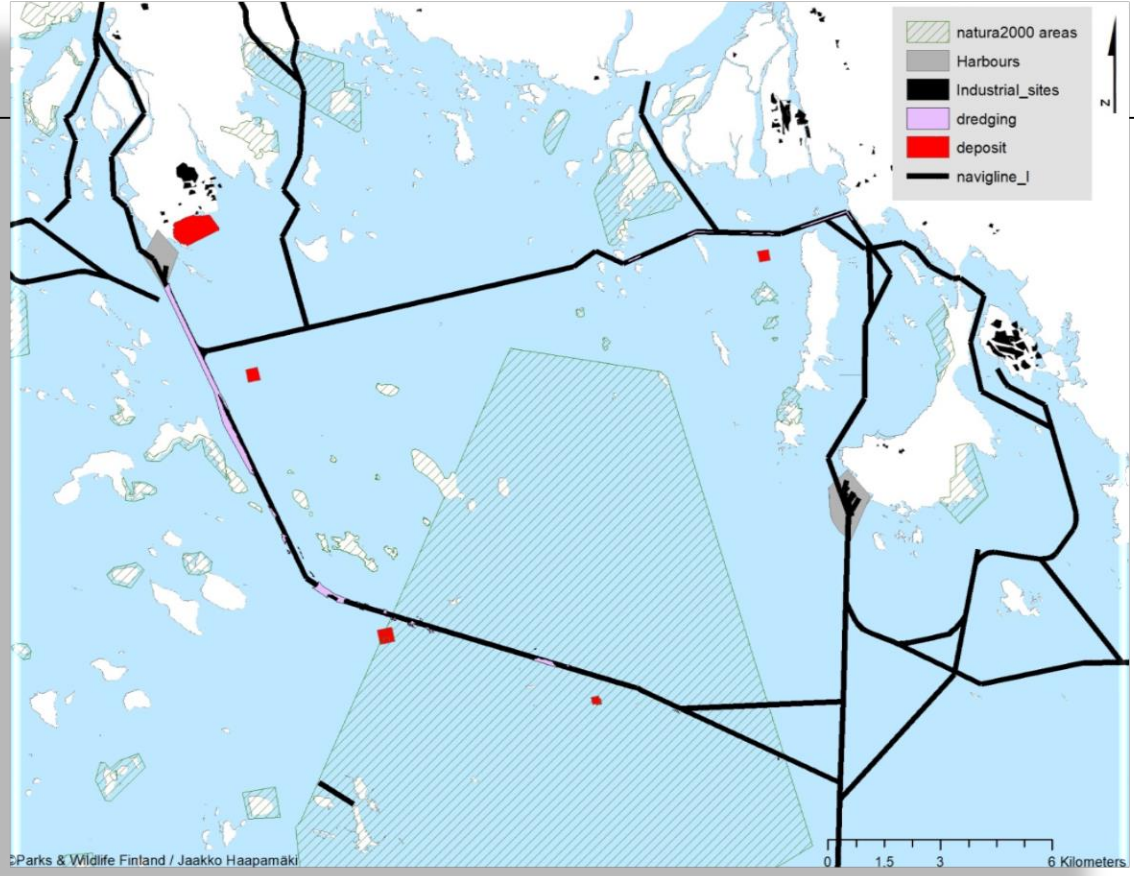 natura2000 areas
Harbours
Industrial_sites
dredging
deposit
navigline_l
N
©Parks & Wildlife Finland / Jaakko Haapamäki
0 1.5 3 6 Kilometers